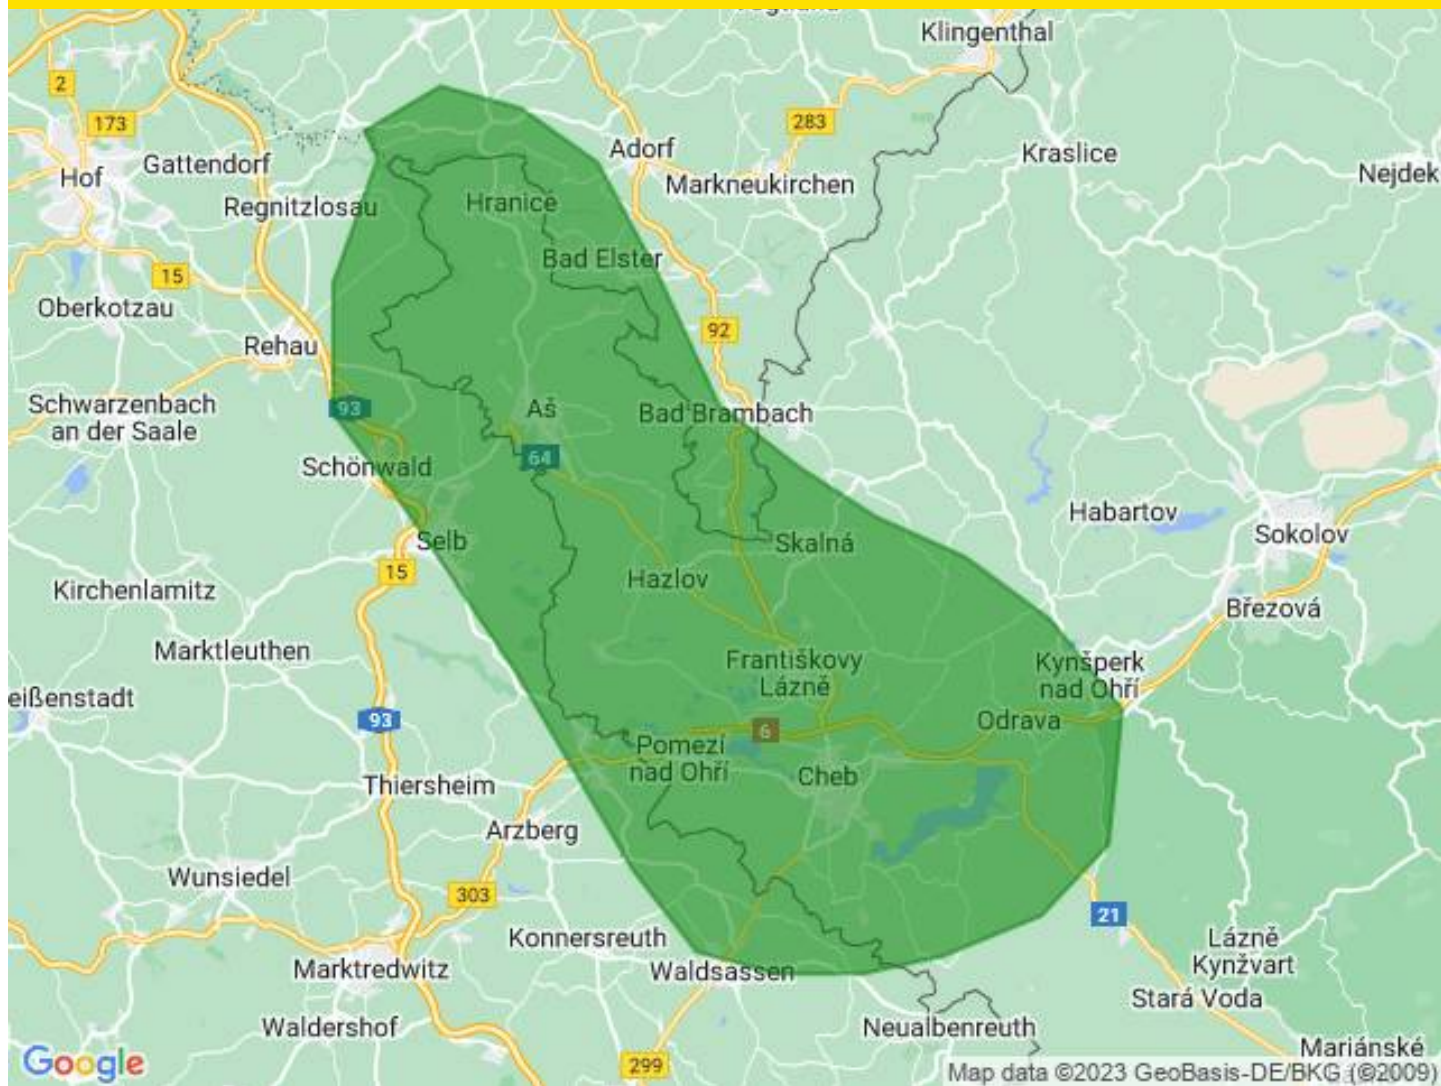 Klingenthal
2
173
283
Adorf
Kraslice
Gattendorf
Hof
Markneukirchen
Nejdek
Hranice
Regnitzlosau
Bad Elster
15
Oberkotzau
92
Rehau
Schwarzenbach
an der Saale
93
Aš
Bad Brambach
64
Schönwald
Habartov
Sokolov
Selb
Skalná
15
Hazlov
Kirchenlamitz
Březová
Marktleuthen
Františkovy
Lázně
Kynšperk
nad Ohří
eißenstadt
93
6
Odrava
Pomezí
nad Ohří
Cheb
Thiersheim
Arzberg
Wunsiedel
303
21
Konnersreuth
Lázně
Kynžvart
Marktredwitz
Waldsassen
Stará Voda
Waldershof
Neualbenreuth
Mariánské
Google
299
Map data ©2023 GeoBasis-DE/BKG (©2009)